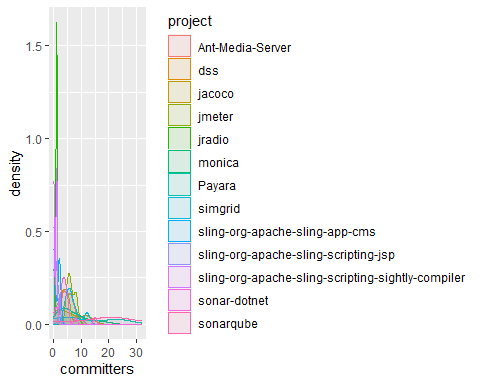 project
Ant-Media-Server
dss
jacoco
jmeter
jradio
monica
Payara
simgrid
sling-org-apache-sling-app-cms
sling-org-apache-sling-scripting-jsp
sling-org-apache-sling-scripting-sightly-compiler
sonar-dotnet
sonarqube
density
1.5
1.0
0.5
0.0
0 10 20 30
committers